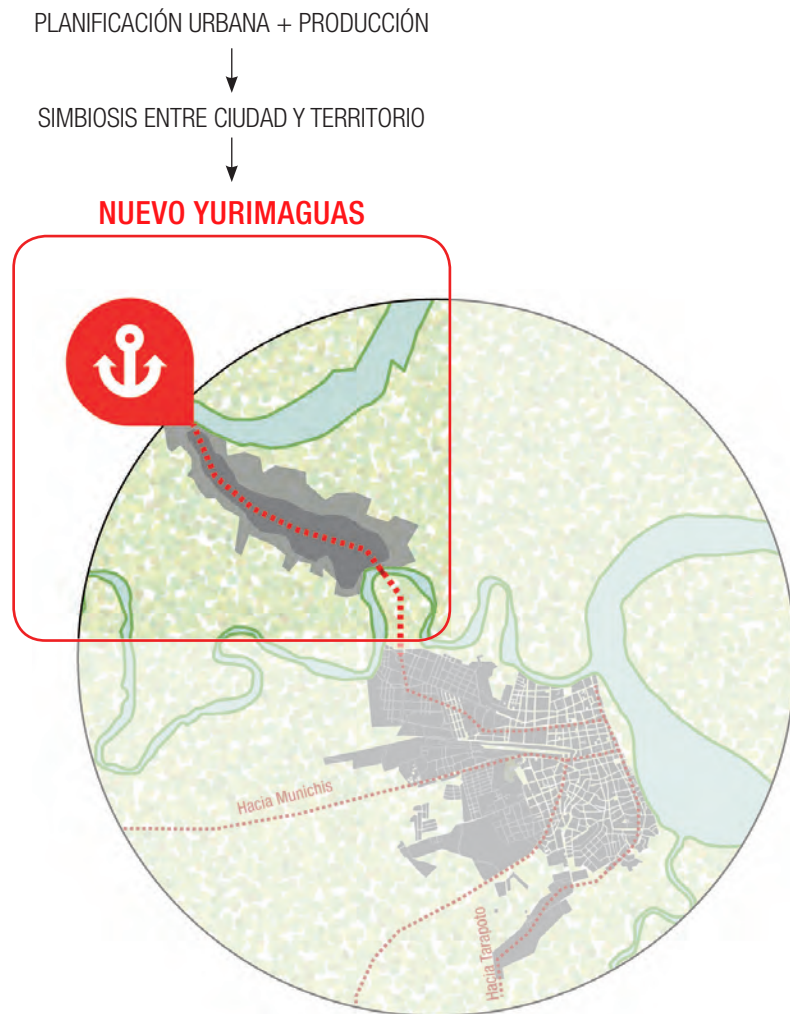 PLANIFICACIÓN URBANA + PRODUCCIÓN
SIMBIOSIS ENTRE CIUDAD Y TERRITORIO
NUEVO YURIMAGUAS
Hacia Munichis
Hacia Tarapoto